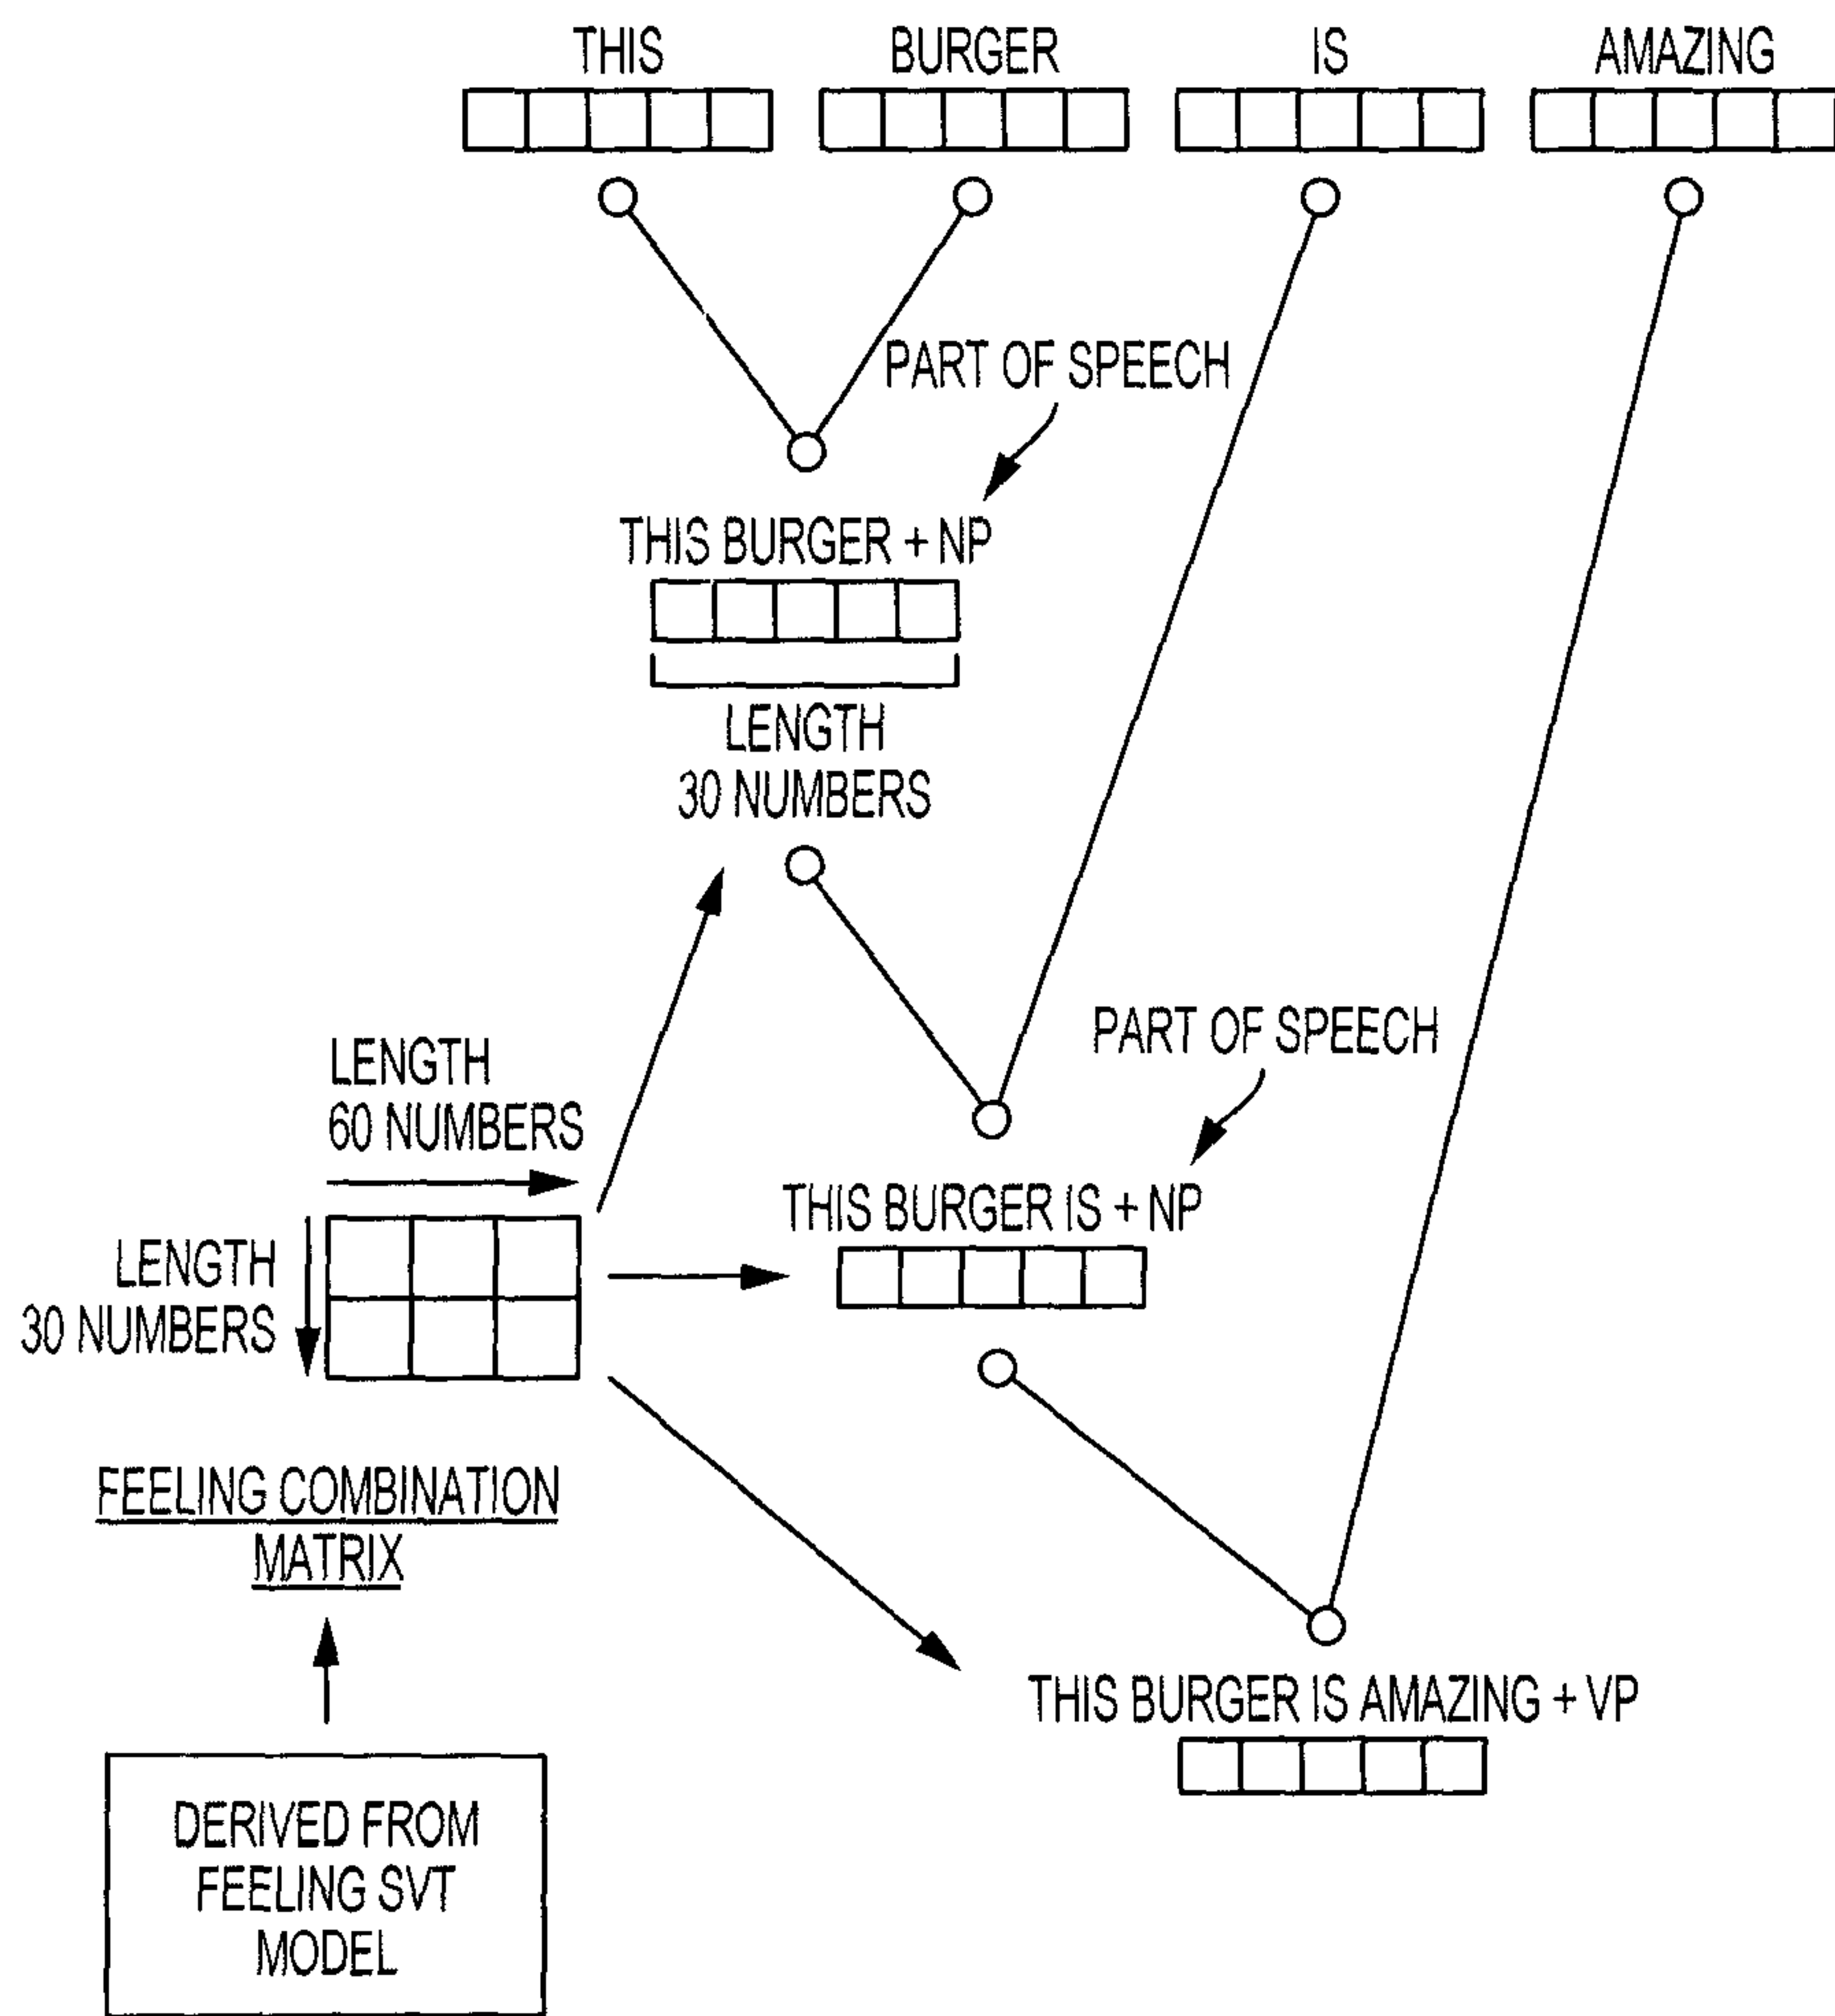 THIS BURGER IS AMAZING
PART OF SPEECH
THIS BURGER + NP
LENGTH
30 NUMBERS
PART OF SPEECH
LENGTH
60 NUMBERS
THIS BURGER IS + NP
LENGTH
30 NUMBERS
FEELING COMBINATION
MATRIX
THIS BURGER IS AMAZING + VP
DERIVED FROM
FEELING SVT
MODEL